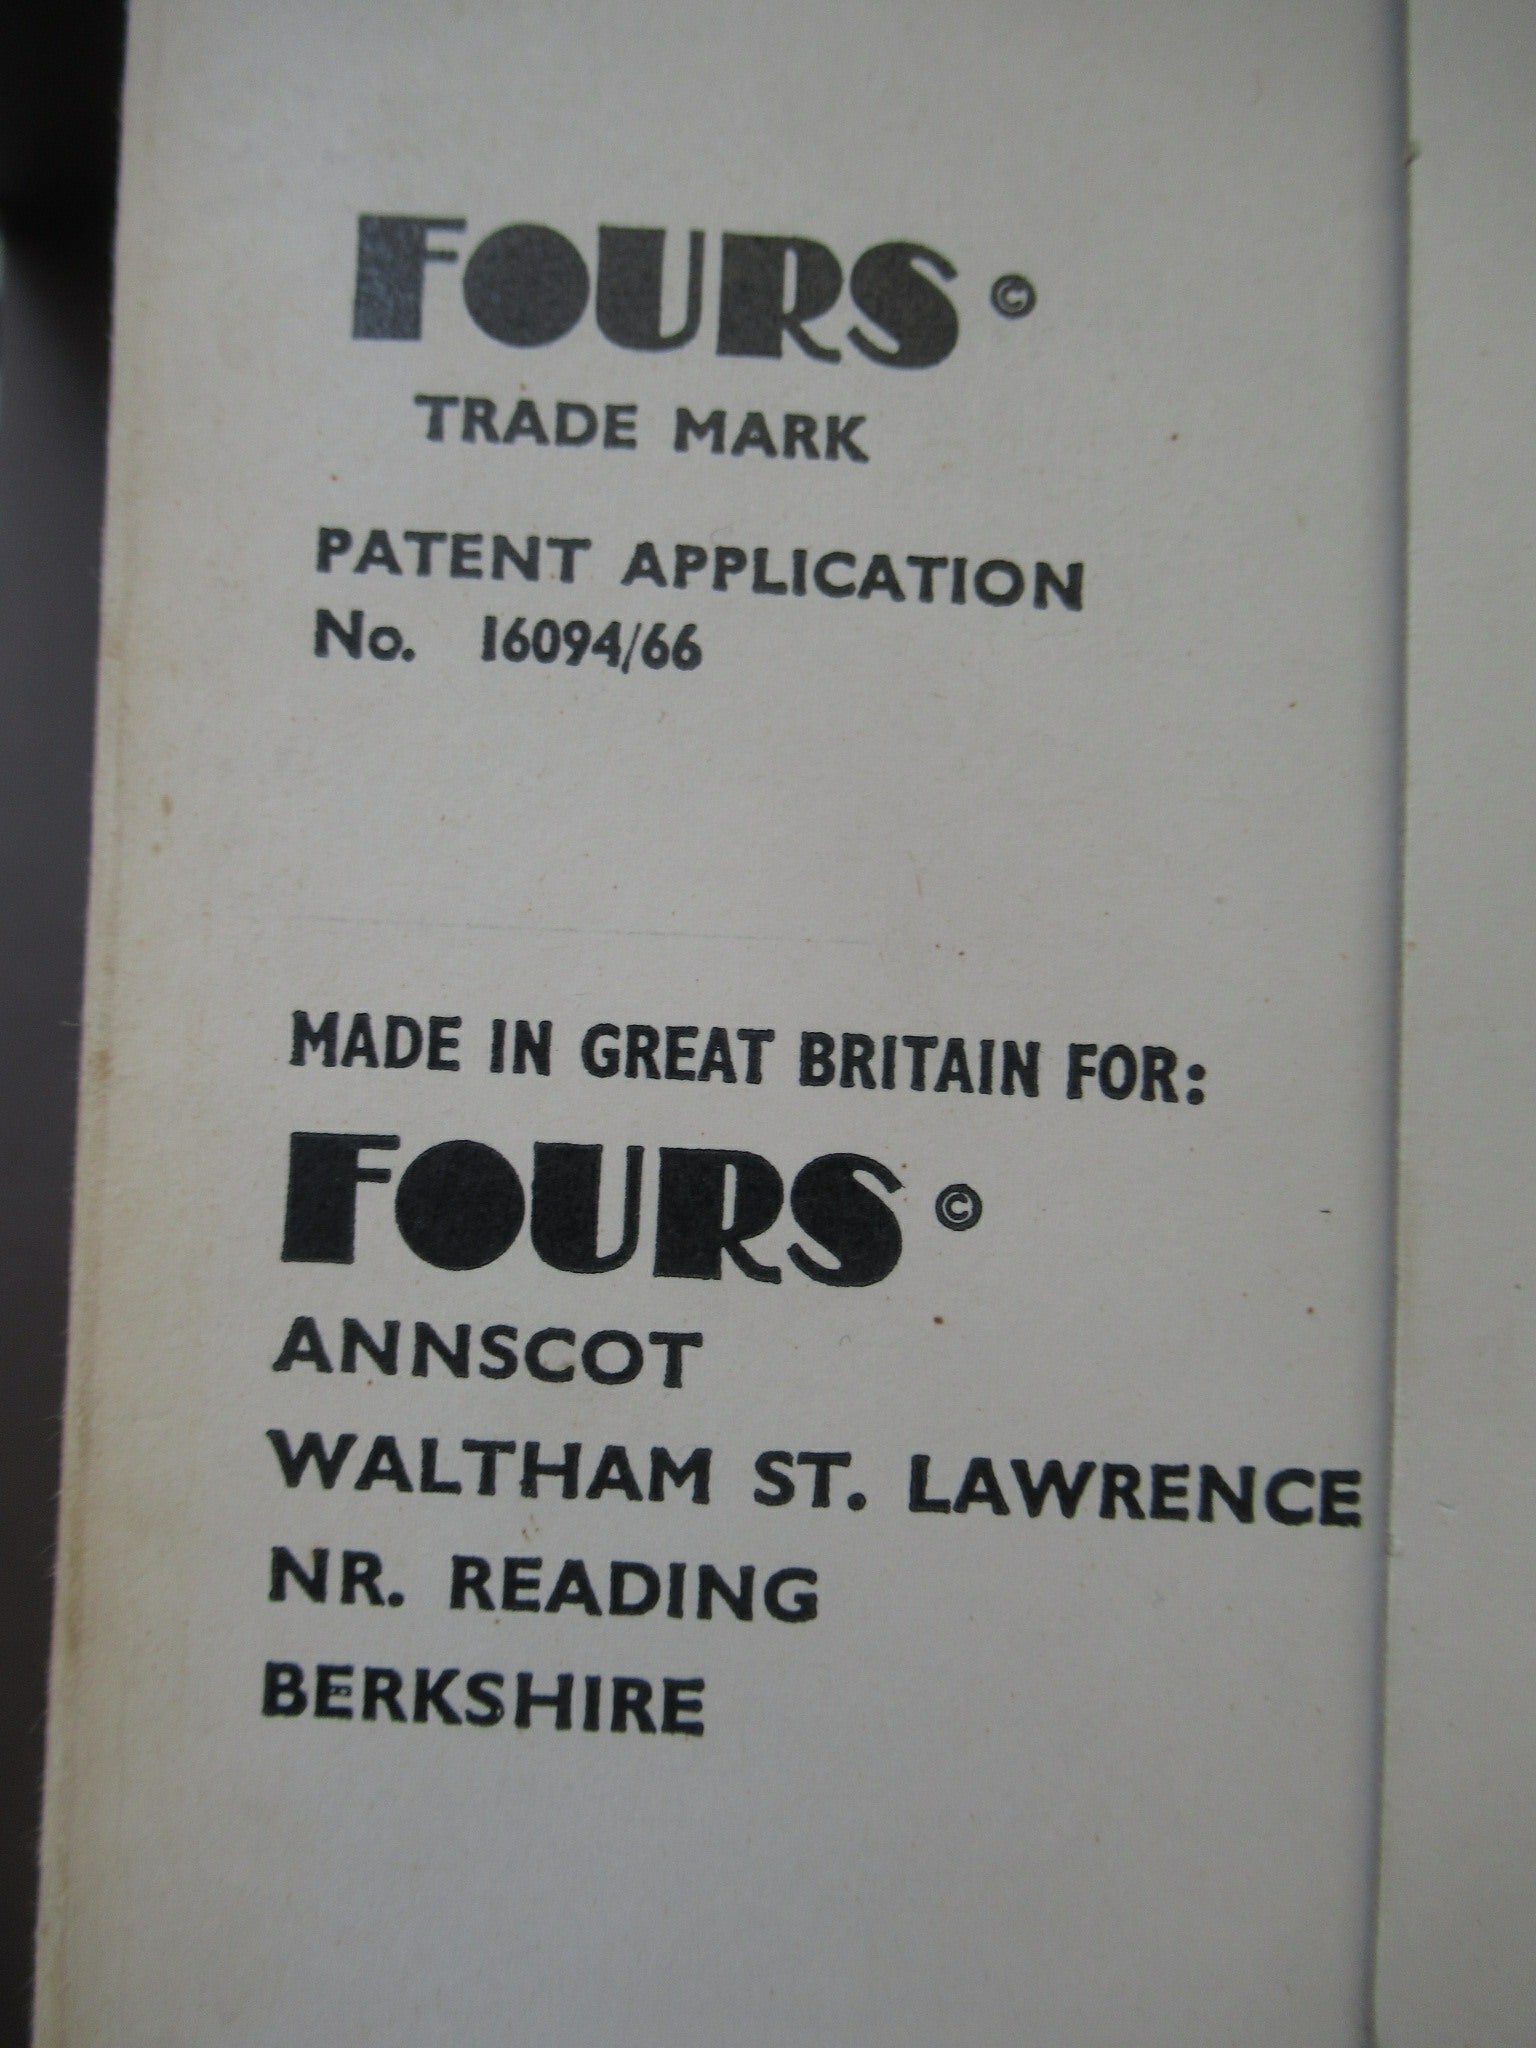 FOURS ©
TRADE MARK
PATENT APPLICATION
No. 16094/66
MADE IN GREAT BRITAIN FOR:
FOURS ©
ANNSCOT
WALTHAM ST. LAWRENCE
NR. READING
BERKSHIRE